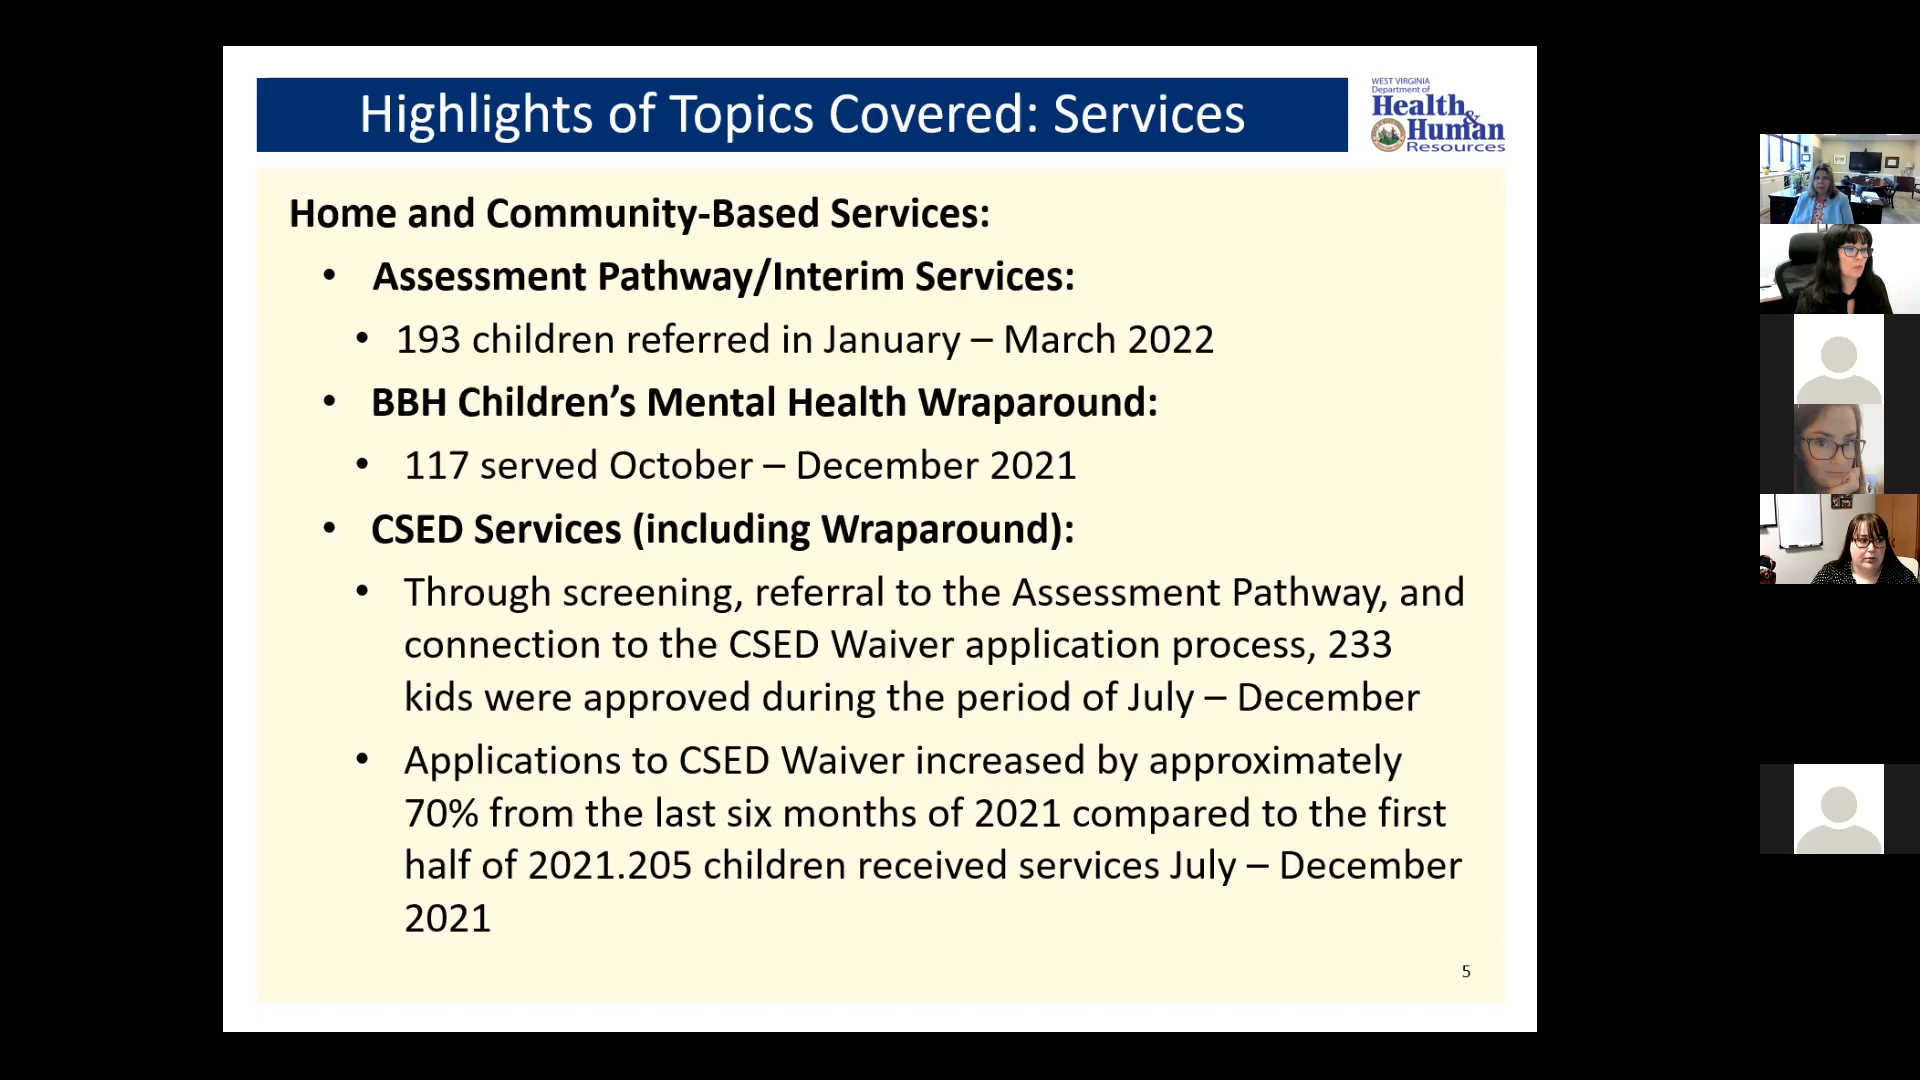 Highlights of Topics Covered: Services
WEST VIRGINIA
Department of
Health
&
Human
Resources
Home and Community-Based Services:
• Assessment Pathway/Interim Services:
• 193 children referred in January – March 2022
• BBH Children’s Mental Health Wraparound:
• 117 served October – December 2021
• CSED Services (including Wraparound):
• Through screening, referral to the Assessment Pathway, and
connection to the CSED Waiver application process, 233
kids were approved during the period of July – December
• Applications to CSED Waiver increased by approximately
70% from the last six months of 2021 compared to the first
half of 2021.205 children received services July – December
2021
5